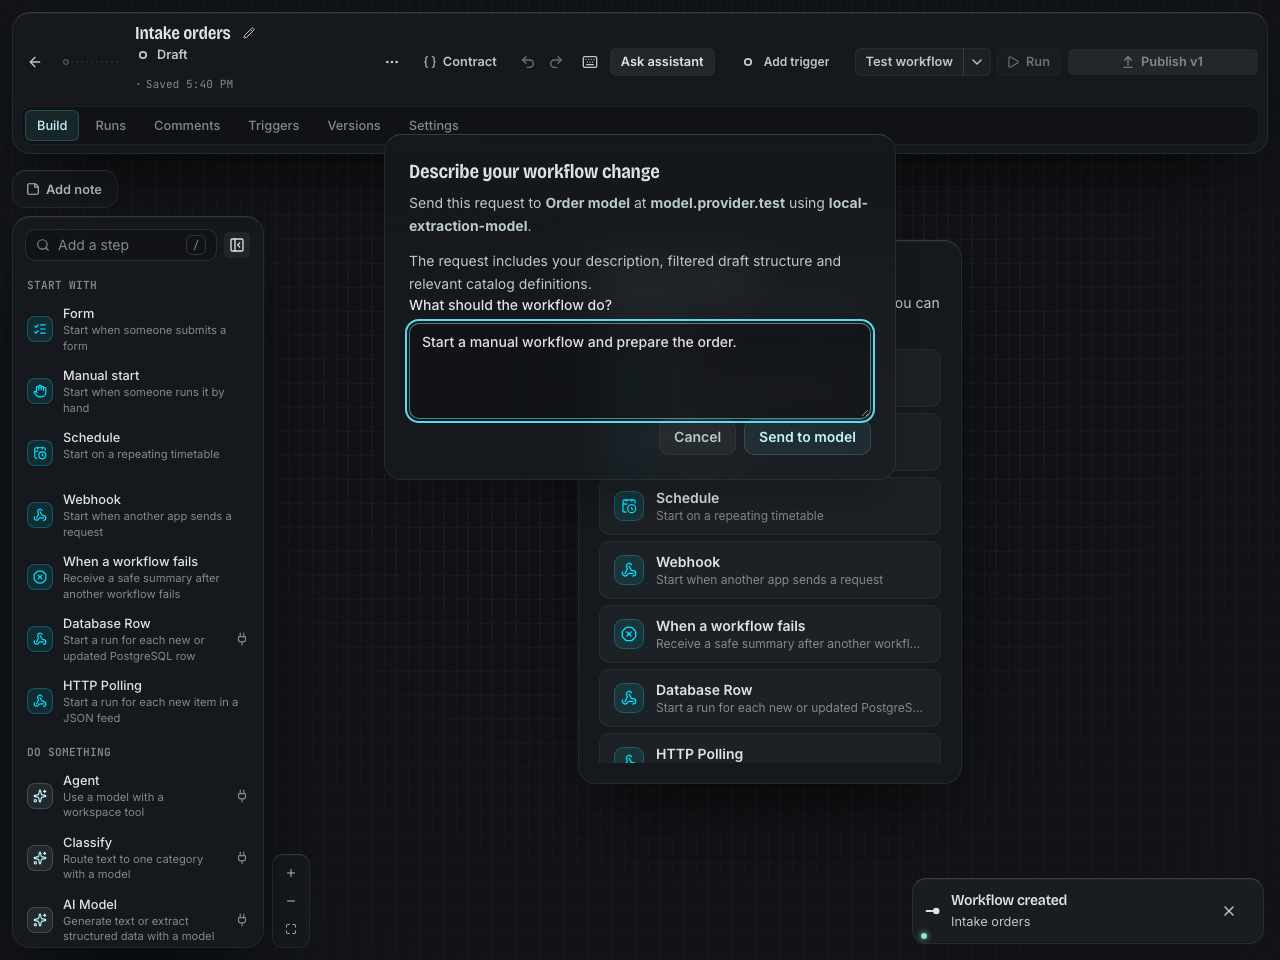 Intake orders
Draft
· Saved 5:40 PM
Contract
Ask assistant
Add trigger
Test workflow
Run
Publish v1
Build
Runs
Comments
Triggers
Versions
Settings
Add note
Add a step
/
START WITH
Form
Start when someone submits a
form
Manual start
Start when someone runs it by
hand
Schedule
Start on a repeating timetable
Webhook
Start when another app sends a
request
When a workflow fails
Receive a safe summary after
another workflow fails
Database Row
Start a run for each new or
updated PostgreSQL row
HTTP Polling
Start a run for each new item in a
JSON feed
DO SOMETHING
Agent
Use a model with a
workspace tool
Classify
Route text to one category
with a model
AI Model
Generate text or extract
structured data with a model
Describe your workflow change
Send this request to Order model at model.provider.test using local-
extraction-model.
The request includes your description, filtered draft structure and
relevant catalog definitions.
What should the workflow do?
Start a manual workflow and prepare the order.
Cancel
Send to model
ou can
Schedule
Start on a repeating timetable
Webhook
Start when another app sends a request
When a workflow fails
Receive a safe summary after another workfl...
Database Row
Start a run for each new or updated PostgreS...
HTTP Polling
Workflow created
Intake orders